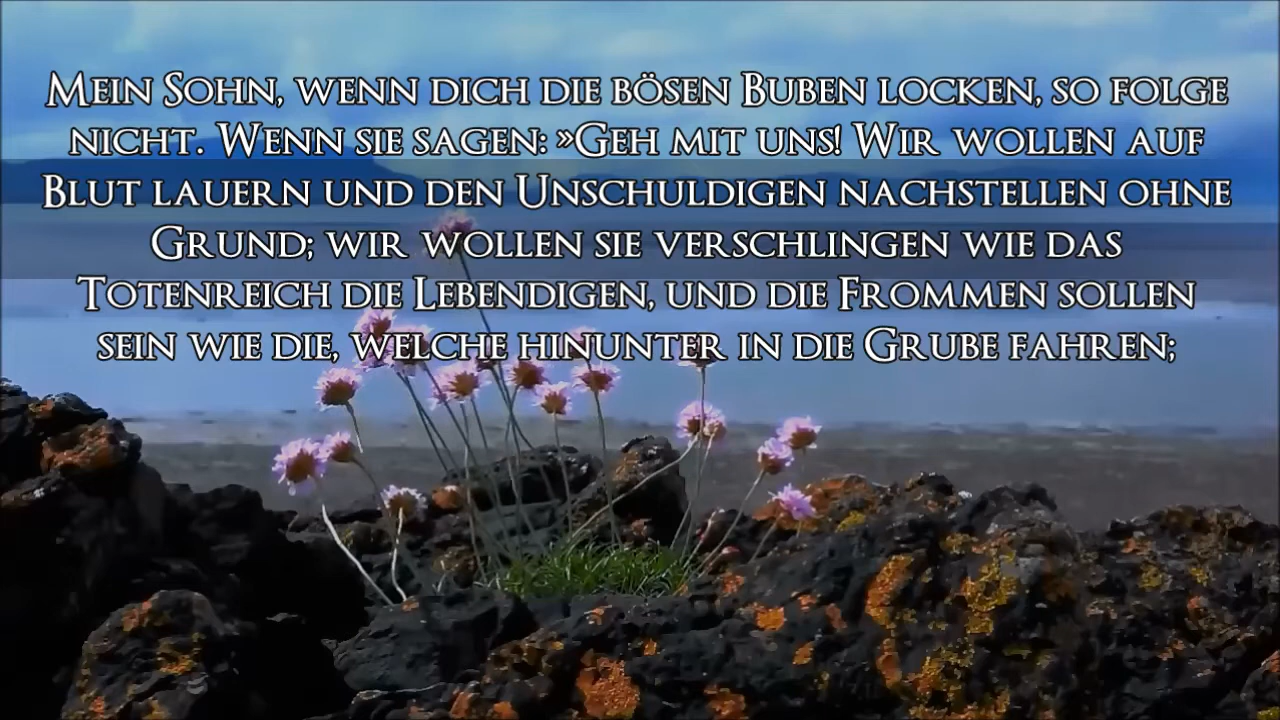 Mein Sohn, wenn dich die bösen Buben locken, so folge
nicht. Wenn sie sagen: »Geh mit uns! Wir wollen auf
Blut lauern und den Unschuldigen nachstellen ohne
Grund; wir wollen sie verschlingen wie das
Totenreich die Lebendigen, und die Frommen sollen
sein wie die, welche hinunter in die Grube fahren;